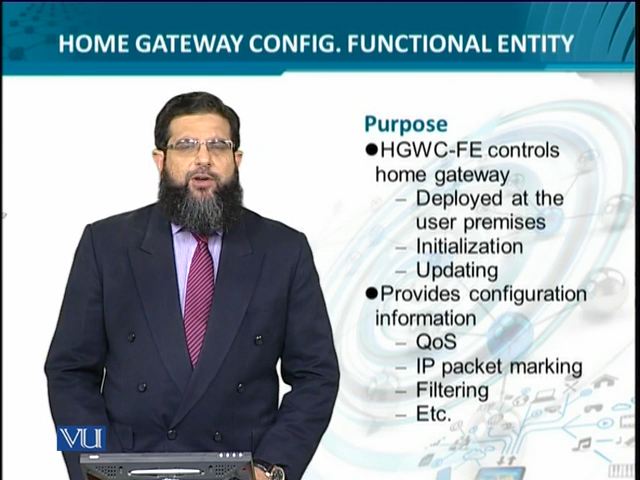 HOME GATEWAY CONFIG. FUNCTIONAL ENTITY
Purpose
●HGWC-FE controls
home gateway
– Deployed at the
user premises
– Initialization
– Updating
●Provides configuration
information
– QoS
– IP packet marking
– Filtering
– Etc.
VU